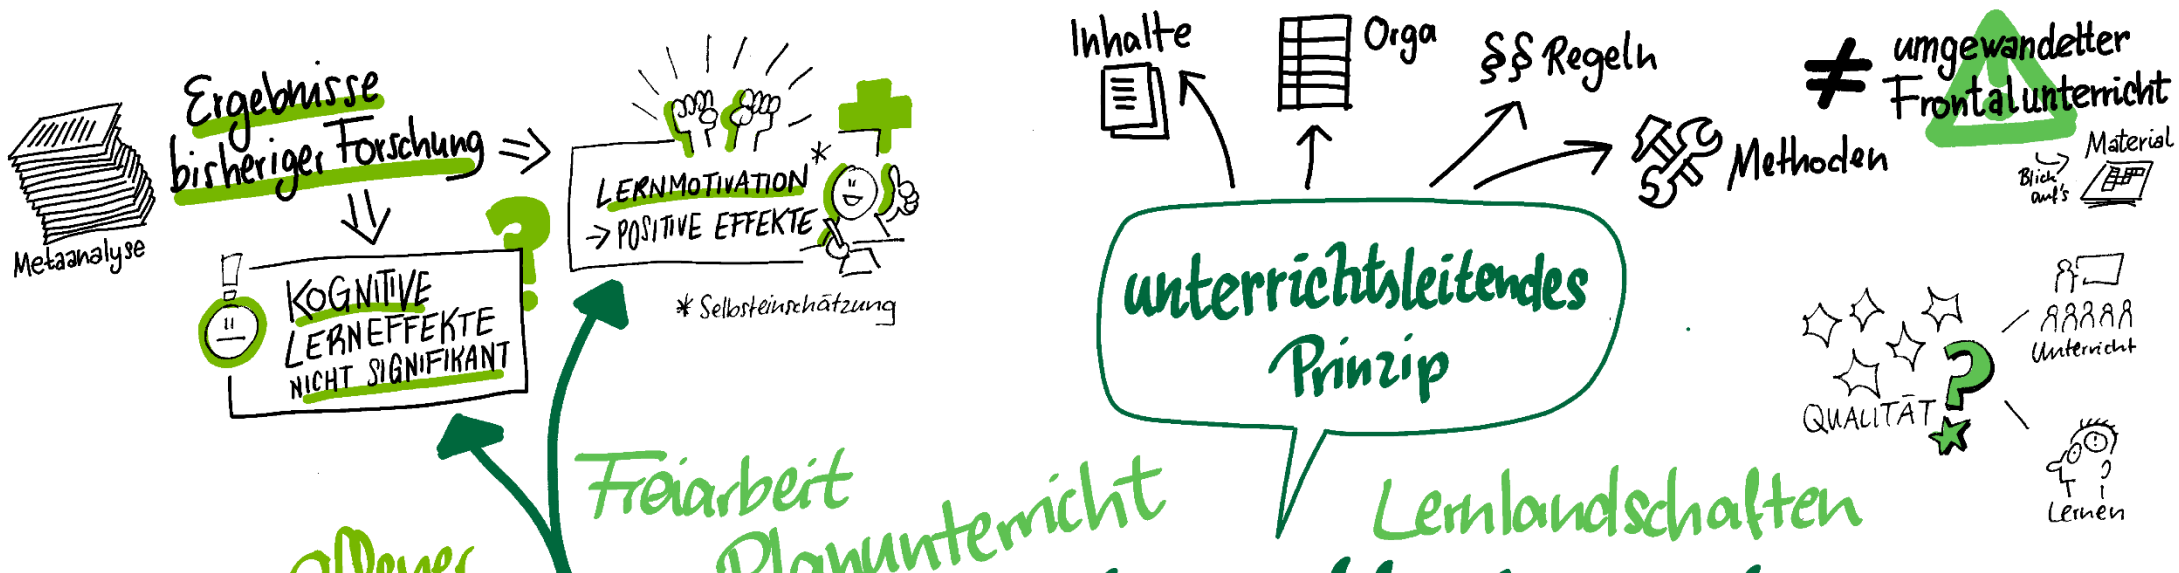 Ergebnisse
bisheriger Forschung
Metaanalyse
KOGNITIVE
LERNEFFEKTE
NICHT SIGNIFIKANT
?
*
LERNMOTIVATION
→ POSITIVE EFFEKTE
* Selbsteinschätzung
Inhalte
Orga
§§ Regeln
Methoden
≠ umgewandelter
Frontalunterricht
Material
Blick
auf's
unterrichtsleitendes
Prinzip
QUALITÄT
?
Unterricht
Lernen
Freiarbeit
Planunterricht
Lernlandschaften
offener